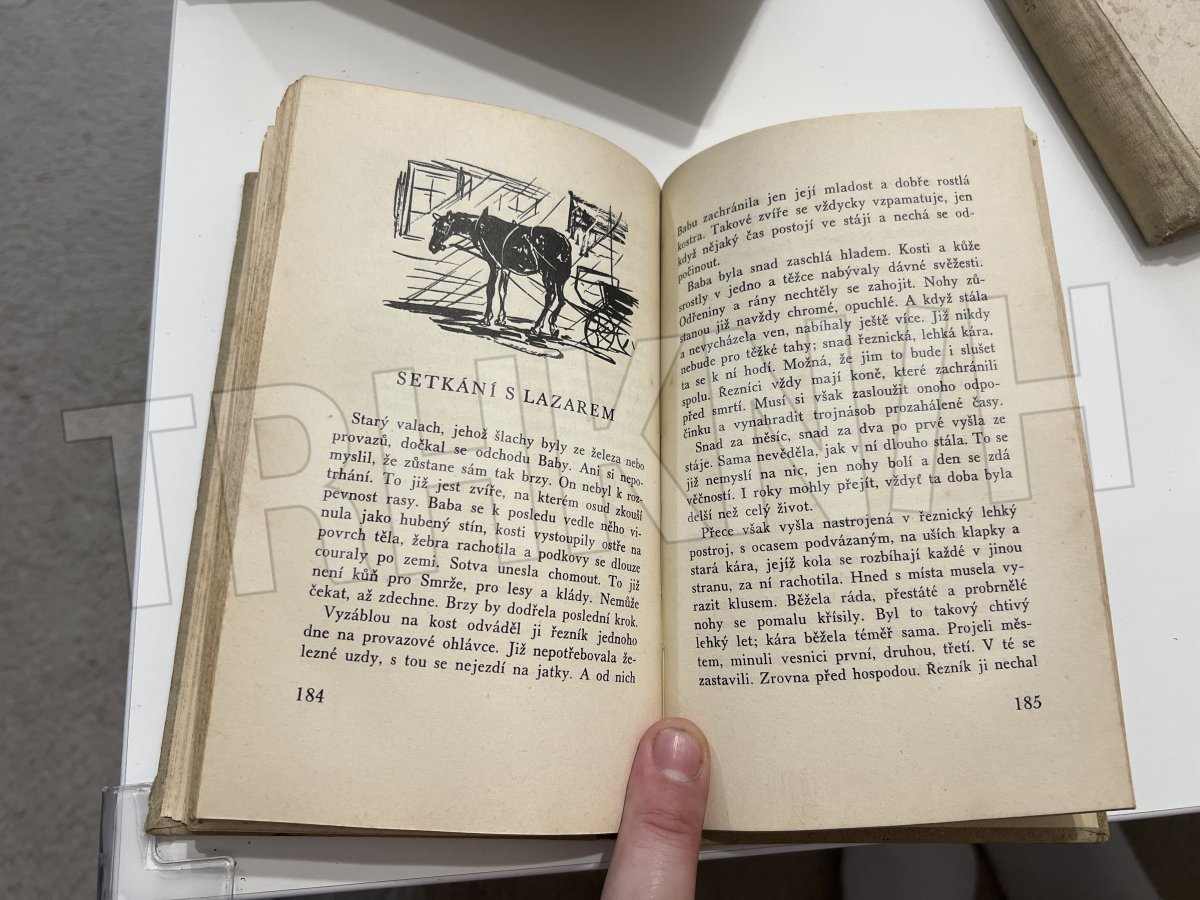 SETKÁNÍ S LAZAREM
Starý valach, jehož šlachy byly ze železa nebo
provazů, dočkal se odchodu Baby. Ani si nepo-
myslil, že zůstane sám tak brzy. On nebyl k roz-
trhání. To již jest zvíře, na kterém osud zkouší
pevnost rasy. Baba se k posledu vedle něho vi-
nula jako hubený stín, kosti vystoupily ostře na
povrch těla, žebra rachotila a podkovy se dlouze
couraly po zemi. Sotva unesla chomout. To již
není kůň pro Smrže, pro lesy a klády. Nemůže
čekat, až zdechne. Brzy by dodřela poslední krok.
Vyzáblou na kost odváděl ji řezník jednoho
dne na provazové ohlávce. Již nepotřebovala že-
lezné uzdy, s tou se nejezdí na jatky. A od nich
184
Babu zachránila jen její mladost a dobře rostlá
kostra. Takové zvíře se vždycky vzpamatuje, jen
když nějaký čas postojí ve stáji a nechá se od-
počinout.
Baba byla snad zaschlá hladem. Kosti a kůže
srostly v jedno a těžce nabývaly dávné svěžesti.
Odřeniny a rány nechtěly se zahojit. Nohy zů-
stanou již navždy chromé, opuchlé. A když stála
a nevycházela ven, nabíhaly ještě více. Již nikdy
nebude pro těžké tahy; snad řeznická, lehká kára,
ta se k ní hodí. Možná, že jim to bude i slušet
spolu. Řezníci vždy mají koně, které zachránili
před smrtí. Musí si však zasloužit onoho odpo-
činku a vynahradit trojnásob prozahálené časy.
Snad za měsíc, snad za dva po prvé vyšla ze
stáje. Sama nevěděla, jak v ní dlouho stála. To se
již nemyslí na nic, jen nohy bolí a den se zdá
věčností. I roky mohly přejít, vždyť ta doba byla
delší než celý život.
Přece však vyšla nastrojená v řeznický lehký
postroj, s ocasem podvázaným, na uších klapky a
stará kára, jejíž kola se rozbíhají každé v jinou
stranu, za ní rachotila. Hned s místa musela vy-
razit klusem. Běžela ráda, přestáté a probrnělé
nohy se pomalu křísily. Byl to takový chtivý
lehký let; kára běžela téměř sama. Projeli měs-
tem, minuli vesnici první, druhou, třetí. V té se
zastavili. Zrovna před hospodou. Řezník ji nechal
185
TRHKNIH